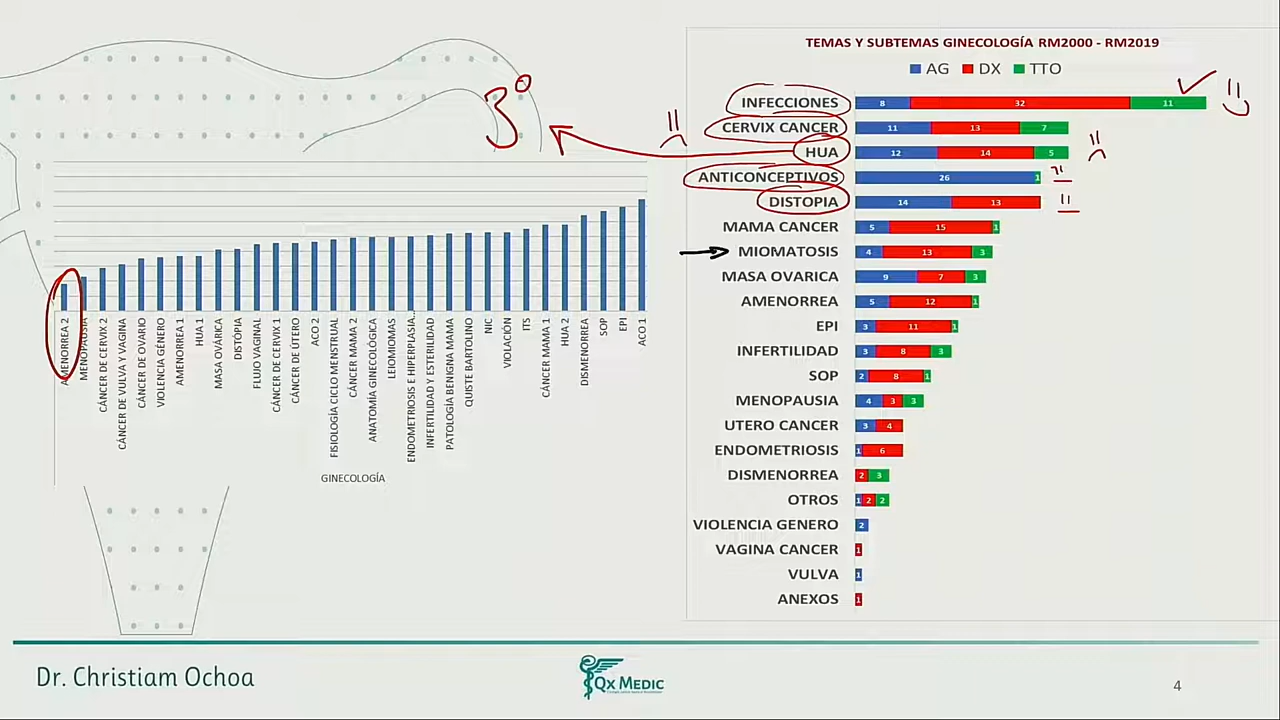 TEMAS Y SUBTEMAS GINECOLOGÍA RM2000 - RM2019
AG DX TTO
INFECCIONES 8 32 11
CERVIX CANCER 11 13 7
HUA 12 14 5
ANTICONCEPTIVOS 26 1
DISTOPIA 14 13
MAMA CANCER 5 15 1
MIOMATOSIS 4 13 3
MASA OVARICA 9 7 3
AMENORREA 5 12 1
EPI 3 11 1
INFERTILIDAD 3 8 3
SOP 2 8 1
MENOPAUSIA 4 3 3
UTERO CANCER 3 4
ENDOMETRIOSIS 1 6
DISMENORREA 2 3
OTROS 1 2 2
VIOLENCIA GENERO 2
VAGINA CANCER 1
VULVA 1
ANEXOS 1
3°
AMENORREA 2
MENOPAUSIA
CÁNCER DE CERVIX 2
CÁNCER DE VULVA Y VAGINA
CÁNCER DE OVARIO
VIOLENCIA GÉNERO
AMENORREA 1
HUA 1
MASA OVÁRICA
DISTOPIA
FLUJO VAGINAL
CÁNCER DE CERVIX 1
CÁNCER DE ÚTERO
ACO 2
FISIOLOGÍA CICLO MENSTRUAL
CÁNCER MAMA 2
ANATOMÍA GINECOLÓGICA
LEIOMIOMAS
ENDOMETRIOSIS E HIPERPLASIA...
INFERTILIDAD Y ESTERILIDAD
PATOLOGÍA BENIGNA MAMA
QUISTE BARTOLINO
NIC
VIOLACIÓN
ITS
CÁNCER MAMA 1
HUA 2
DISMENORREA
SOP
EPI
ACO 1
GINECOLOGÍA
Dr. Christiam Ochoa
QX MEDIC
4